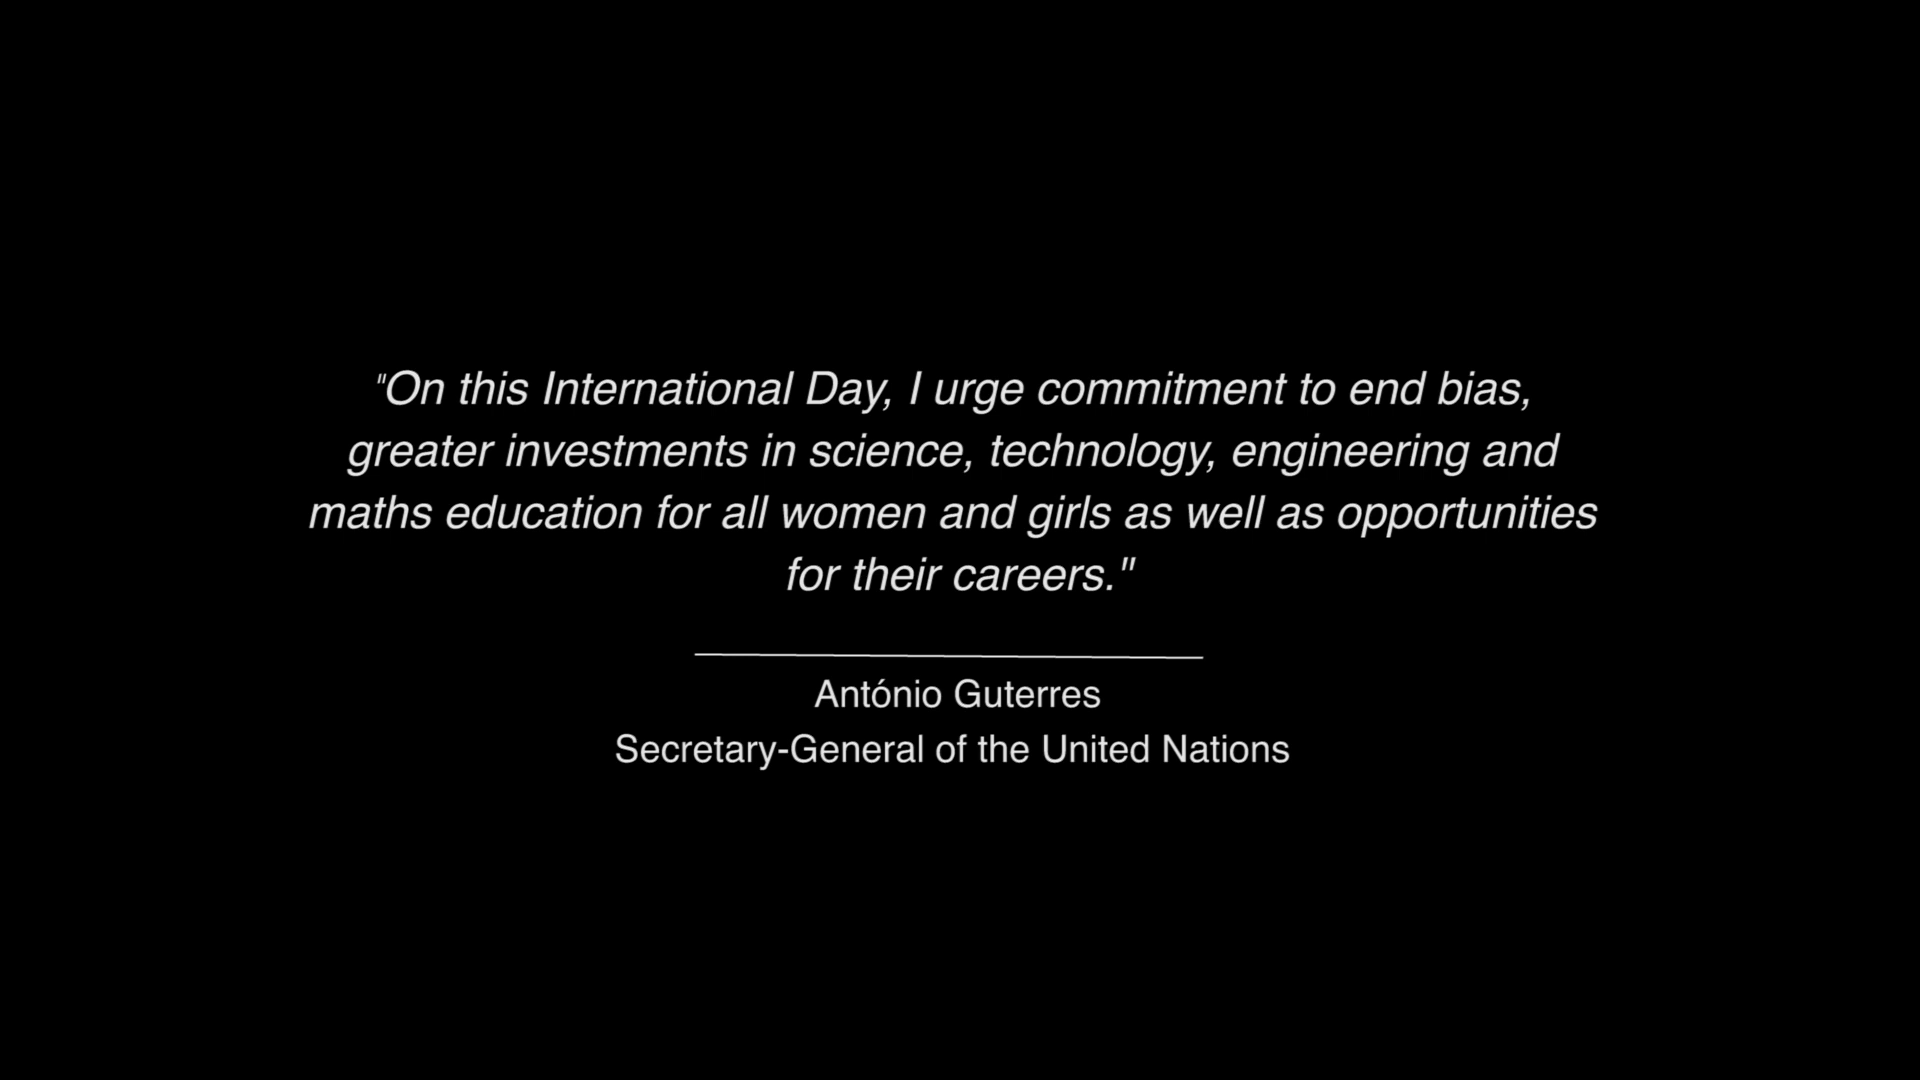 "On this International Day, I urge commitment to end bias,
greater investments in science, technology, engineering and
maths education for all women and girls as well as opportunities
for their careers."
António Guterres
Secretary-General of the United Nations